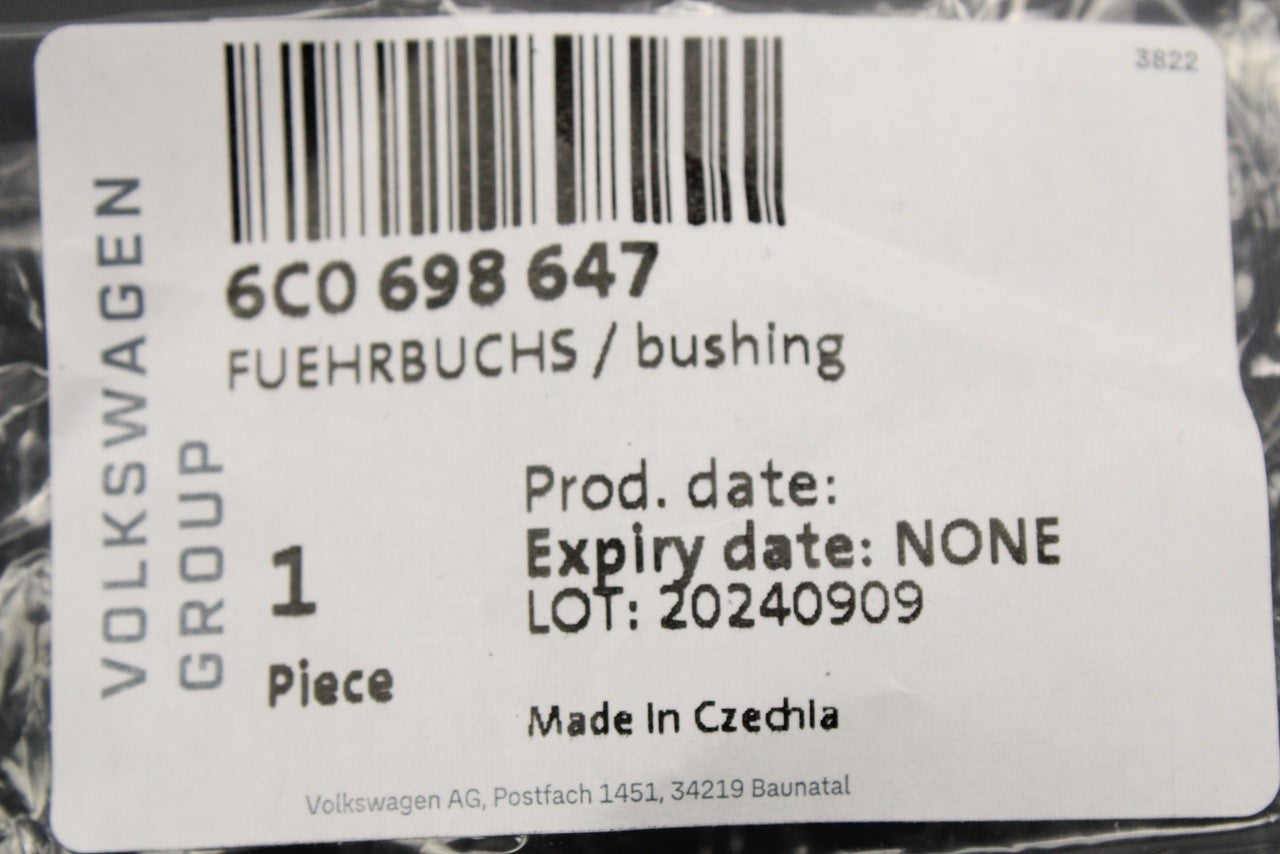 3822
VOLKSWAGEN
GROUP
6C0 698 647
FUEHRBUCHS / bushing
Prod. date:
Expiry date: NONE
LOT: 20240909
1
Piece
Made In Czechia
Volkswagen AG, Postfach 1451, 34219 Baunatal